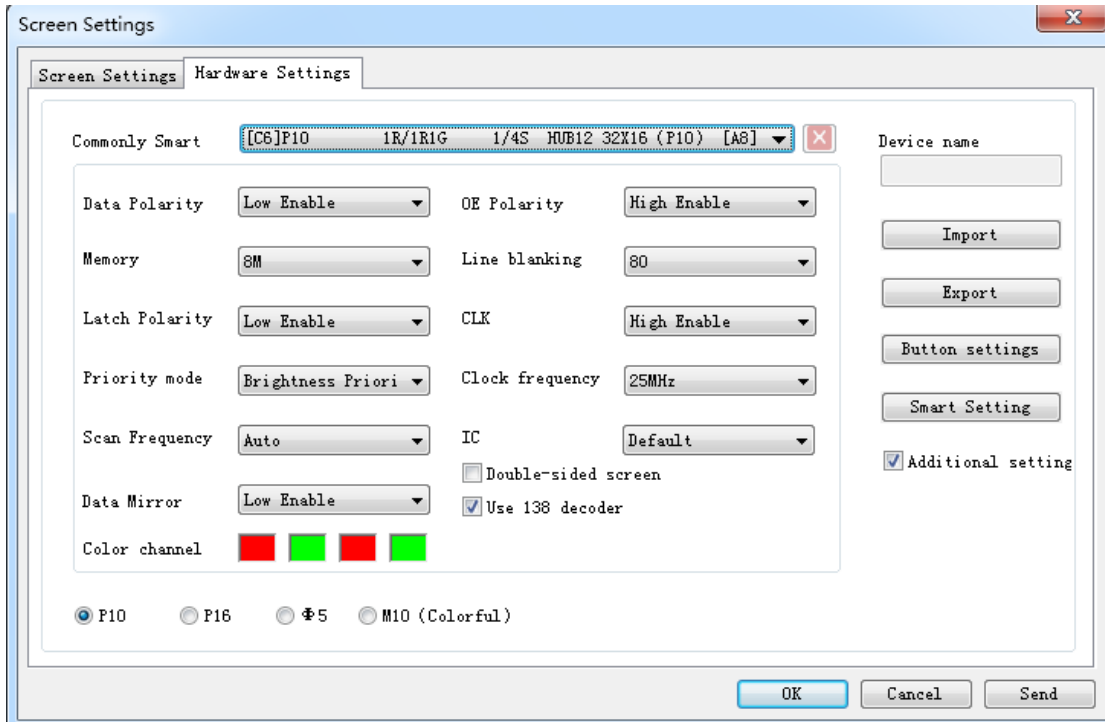 Screen Settings
Screen Settings
Hardware Settings
Commonly Smart
[C6]P10 1R/1R1G 1/4S HUB12 32X16 (P10) [A8]
Device name
Data Polarity
Low Enable
OE Polarity
High Enable
Import
Memory
8M
Line blanking
80
Export
Latch Polarity
Low Enable
CLK
High Enable
Button settings
Priority mode
Brightness Priori
Clock frequency
25MHz
Smart Setting
Scan Frequency
Auto
IC
Default
Additional setting
Double-sided screen
Data Mirror
Low Enable
Use 138 decoder
Color channel
P10
P16
Φ5
M10 (Colorful)
OK
Cancel
Send